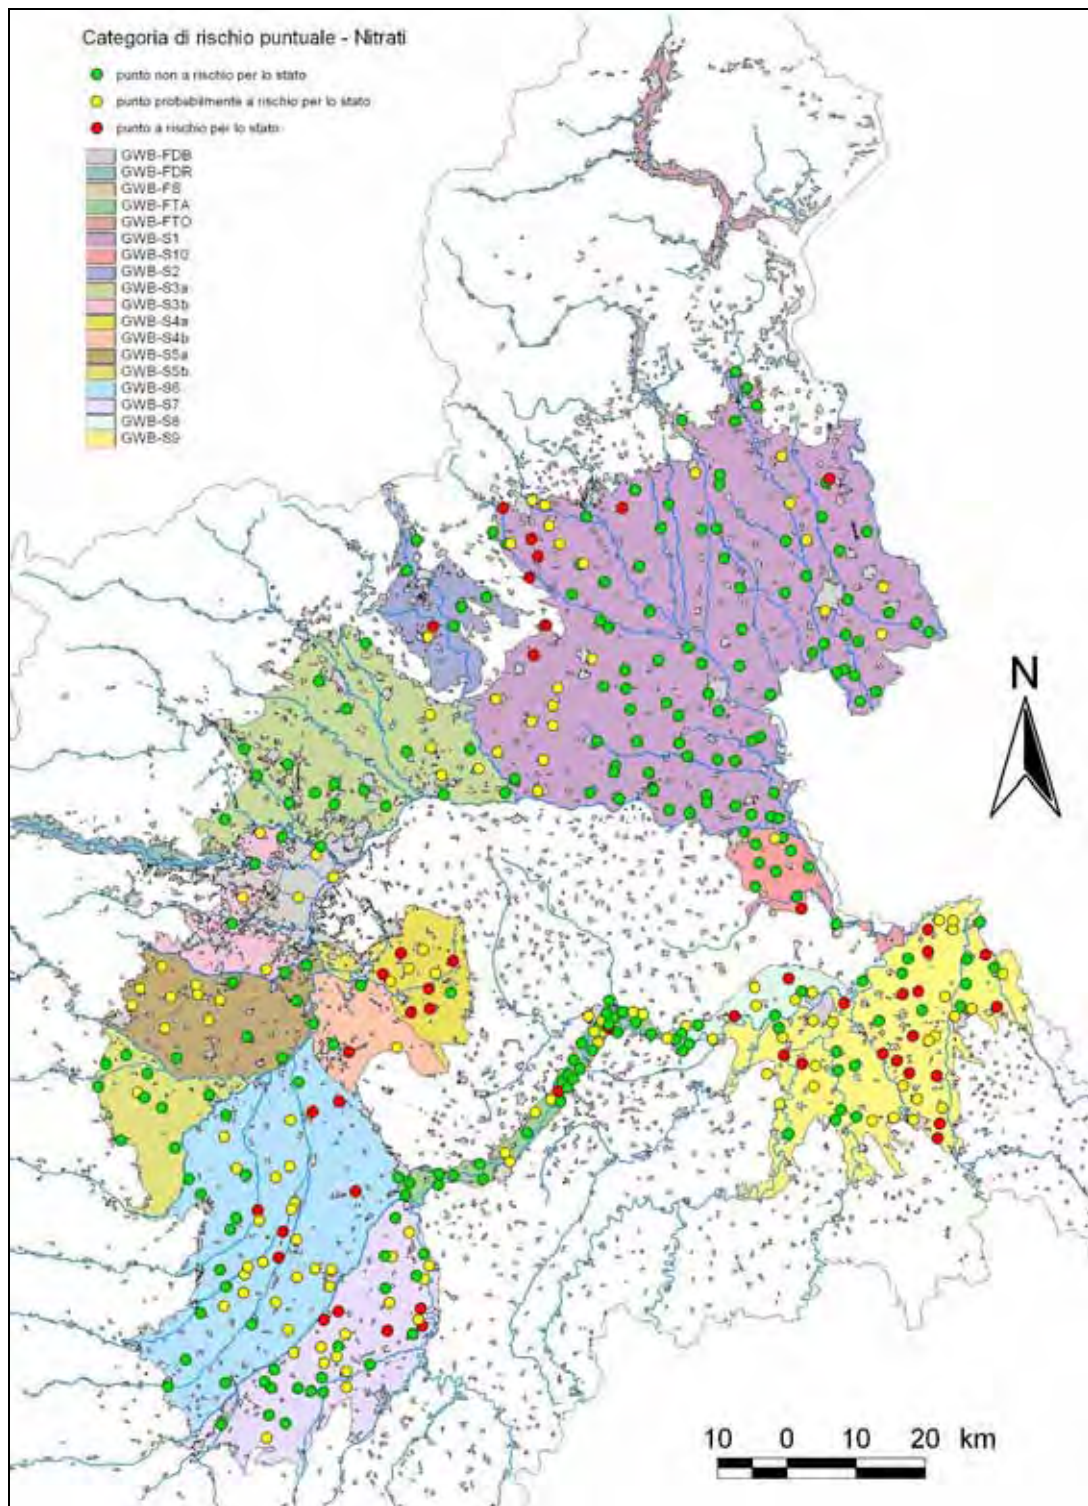 Categoria di rischio puntuale - Nitrati
punto non a rischio per lo stato
punto probabilmente a rischio per lo stato
punto a rischio per lo stato
GWB-FDB
GWB-FDR
GWB-FS
GWB-FTA
GWB-FTO
GWB-S1
GWB-S10
GWB-S2
GWB-S3a
GWB-S3b
GWB-S4a
GWB-S4b
GWB-S5a
GWB-S5b
GWB-S6
GWB-S7
GWB-S8
GWB-S9
N
10 0 10 20 km